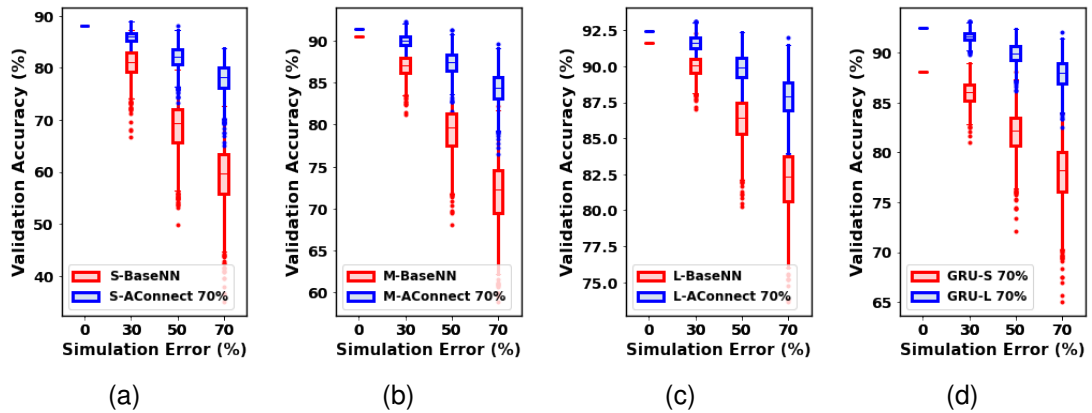 Validation Accuracy (%)
90
80
70
60
50
40
S-BaseNN
S-AConnect 70%
0 30 50 70
Simulation Error (%)
(a)
Validation Accuracy (%)
90
85
80
75
70
65
60
M-BaseNN
M-AConnect 70%
0 30 50 70
Simulation Error (%)
(b)
Validation Accuracy (%)
92.5
90.0
87.5
85.0
82.5
80.0
77.5
75.0
L-BaseNN
L-AConnect 70%
0 30 50 70
Simulation Error (%)
(c)
Validation Accuracy (%)
90
85
80
75
70
65
GRU-S 70%
GRU-L 70%
0 30 50 70
Simulation Error (%)
(d)